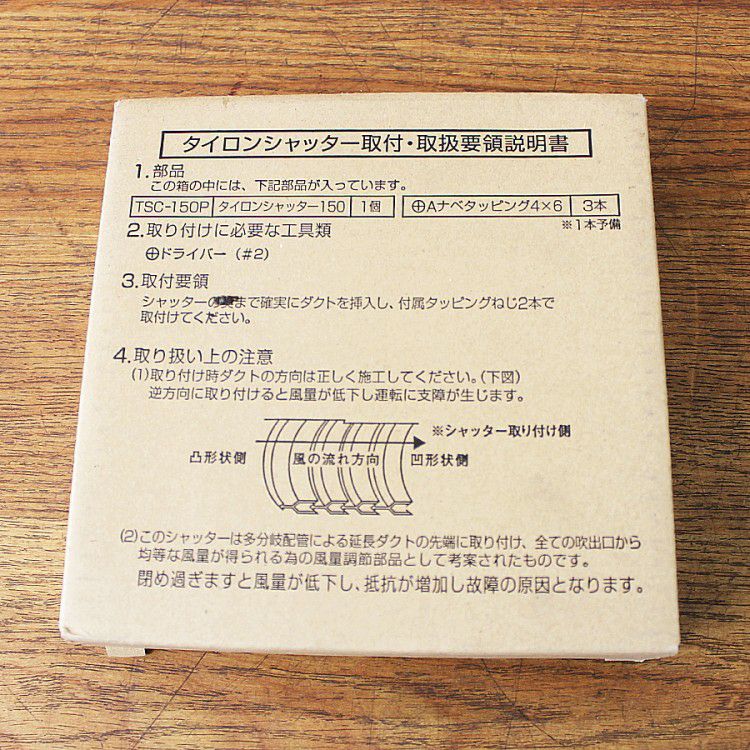 タイロンシャッター取付・取扱要領説明書
1.部品
この箱の中には、下記部品が入っています。
TSC-150P タイロンシャッター150 1個 ⊕Aナベタッピング4×6 3本
※1本予備
2.取り付けに必要な工具類
⊕ドライバー(#2)
3.取付要領
シャッターの まで確実にダクトを挿入し、付属タッピングねじ2本で
取付けてください。
4.取り扱い上の注意
(1)取り付け時ダクトの方向は正しく施工してください。(下図)
逆方向に取り付けると風量が低下し運転に支障が生じます。
※シャッター取り付け側
凸形状側 風の流れ方向 凹形状側
(2)このシャッターは多分岐配管による延長ダクトの先端に取り付け、全ての吹出口から
均等な風量が得られる為の風量調節部品として考案されたものです。
閉め過ぎますと風量が低下し、抵抗が増加し故障の原因となります。